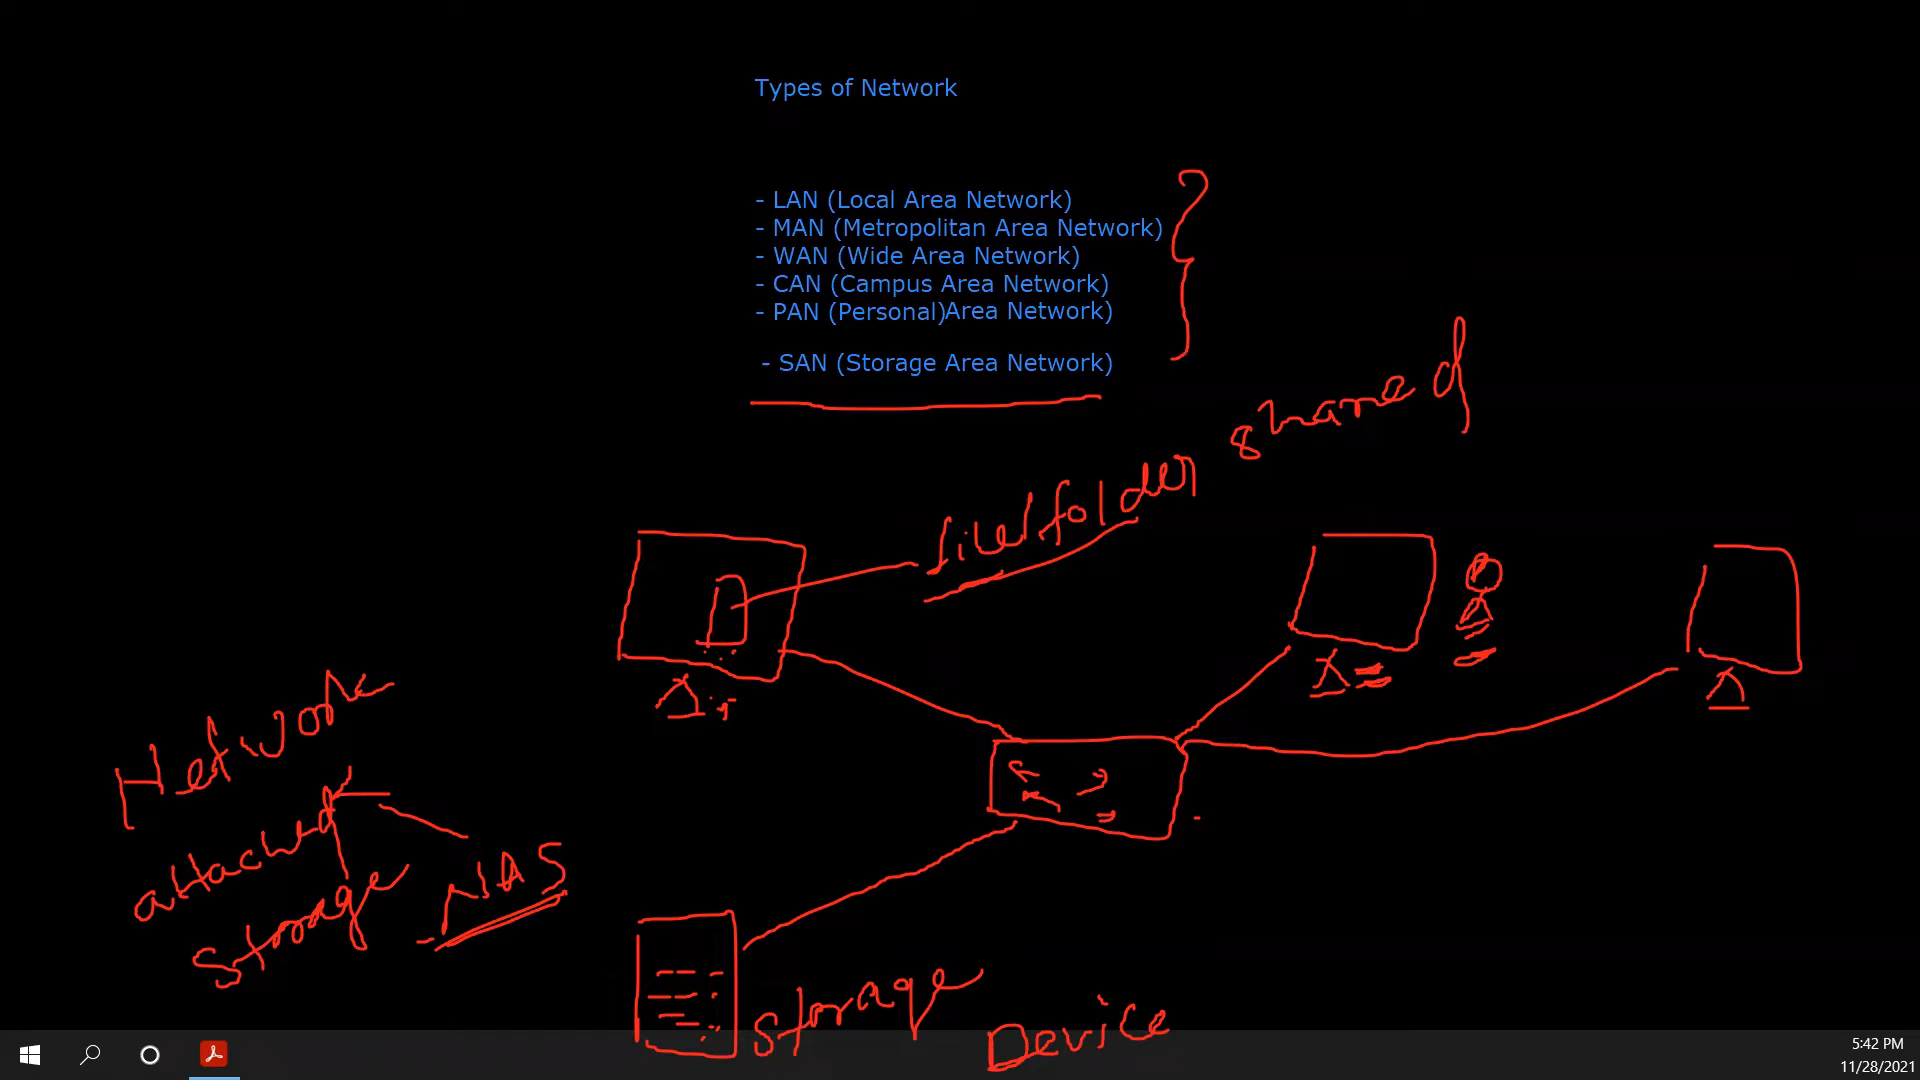 Types of Network
- LAN (Local Area Network)
- MAN (Metropolitan Area Network)
- WAN (Wide Area Network)
- CAN (Campus Area Network)
- PAN (Personal)Area Network)
- SAN (Storage Area Network)
file/folder shared
Network
attached
storage
- NAS
storage
Device
5:42 PM
11/28/2021